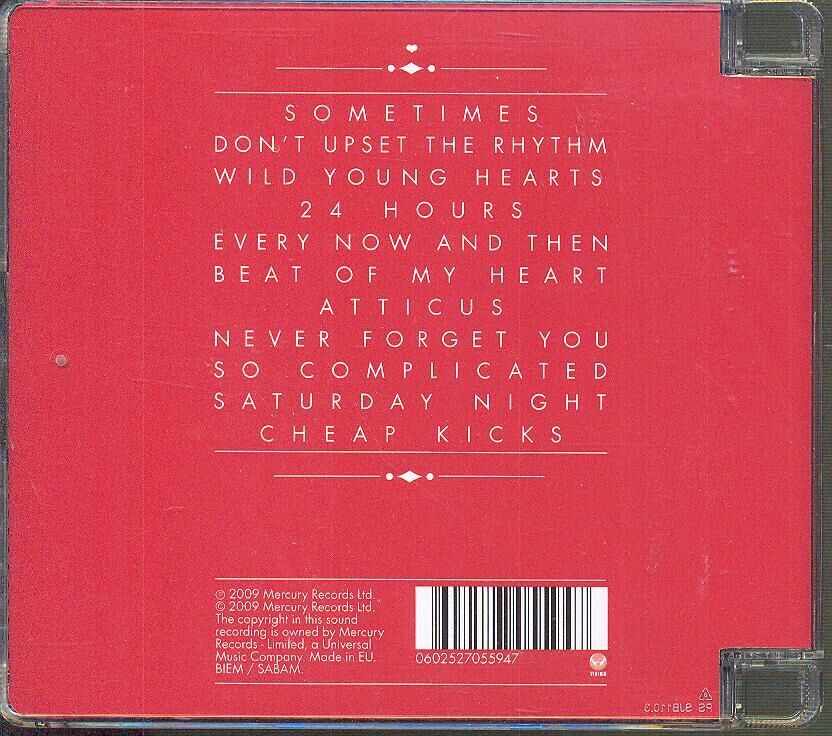 SOMETIMES
DON'T UPSET THE RHYTHM
WILD YOUNG HEARTS
24 HOURS
EVERY NOW AND THEN
BEAT OF MY HEART
ATTICUS
NEVER FORGET YOU
SO COMPLICATED
SATURDAY NIGHT
CHEAP KICKS
℗ 2009 Mercury Records Ltd.
© 2009 Mercury Records Ltd.
The copyright in this sound
recording is owned by Mercury
Records - Limited, a Universal
Music Company. Made in EU.
BIEM / SABAM.
0602527055947
PS SJB110.3